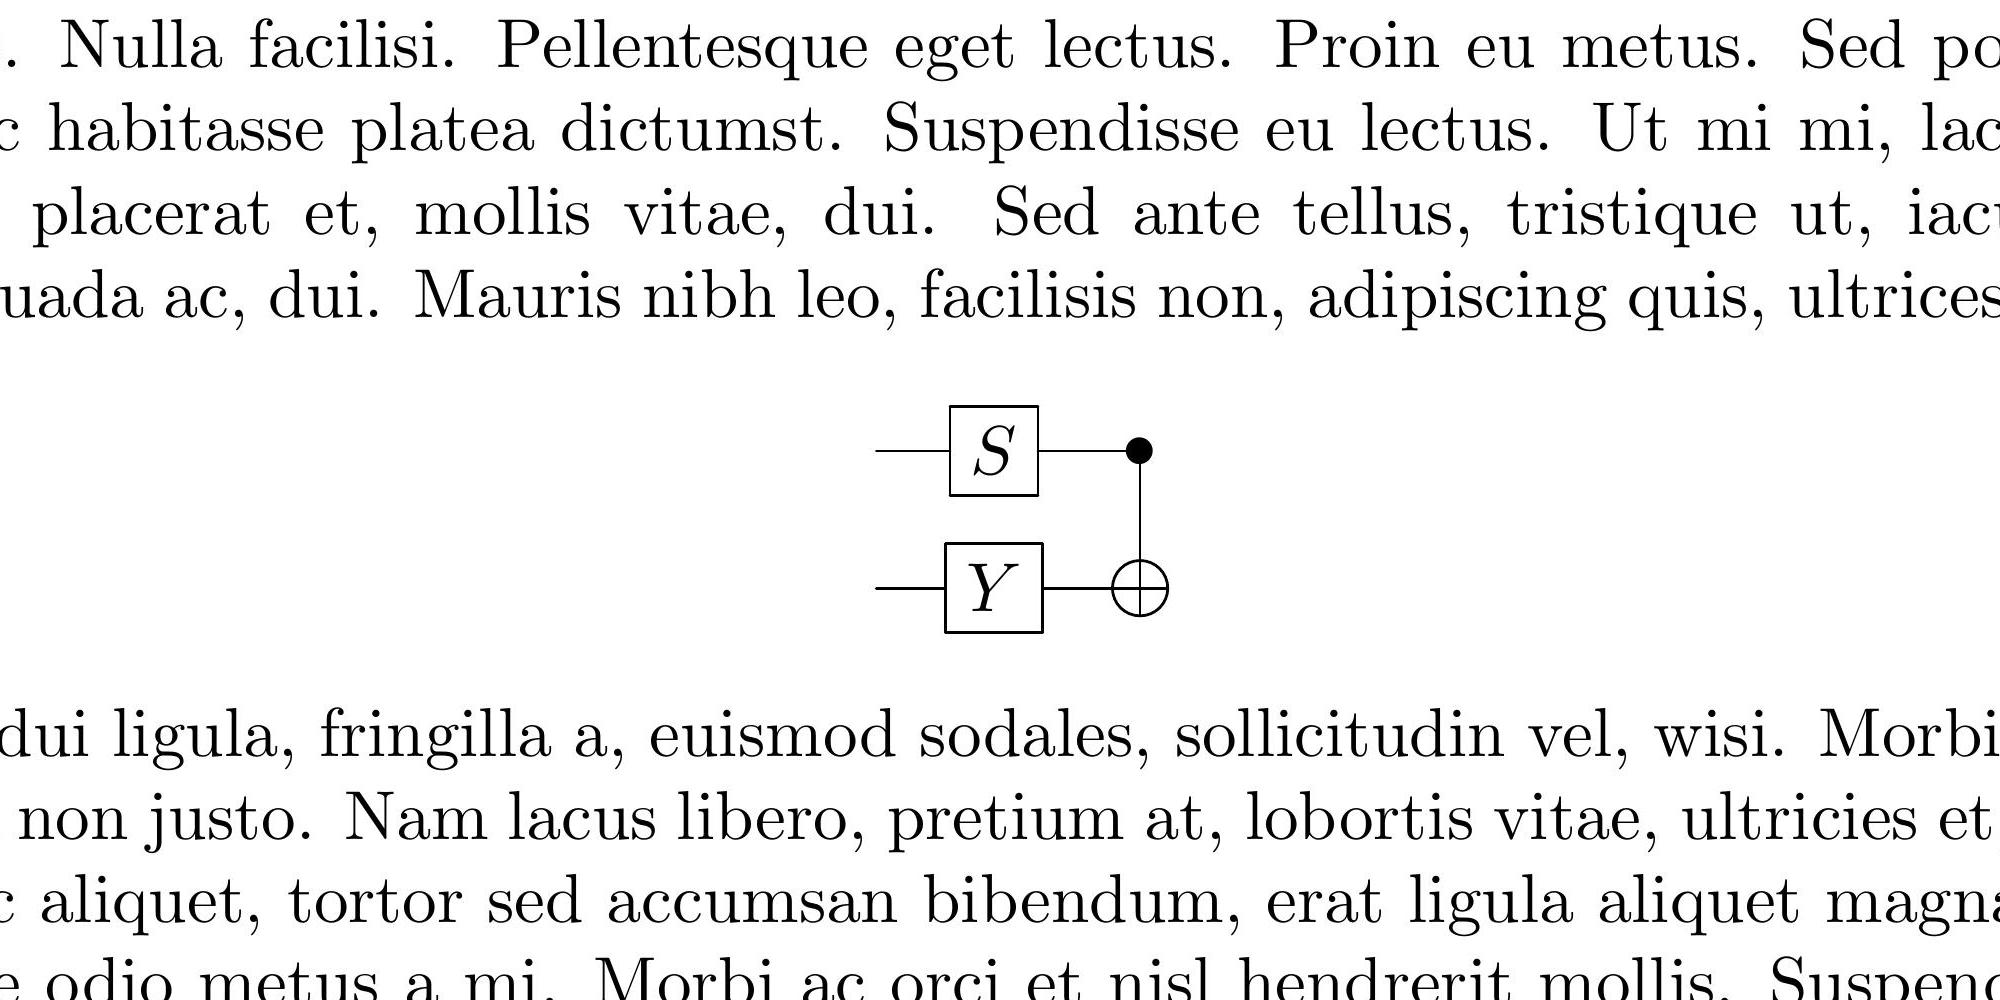 . Nulla facilisi. Pellentesque eget lectus. Proin eu metus. Sed po
c habitasse platea dictumst. Suspendisse eu lectus. Ut mi mi, lac
placerat et, mollis vitae, dui. Sed ante tellus, tristique ut, iacu
uada ac, dui. Mauris nibh leo, facilisis non, adipiscing quis, ultrices
S
Y
dui ligula, fringilla a, euismod sodales, sollicitudin vel, wisi. Morbi
non justo. Nam lacus libero, pretium at, lobortis vitae, ultricies et,
c aliquet, tortor sed accumsan bibendum, erat ligula aliquet magna
e odio metus a mi. Morbi ac orci et nisl hendrerit mollis. Suspend